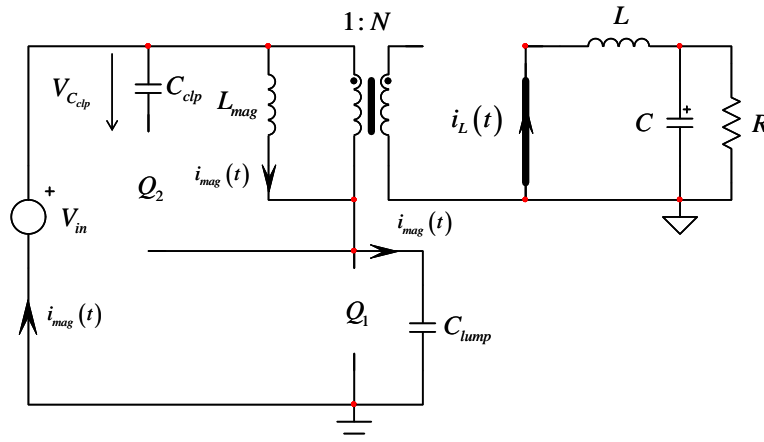 1:N
L
V_{C_{clp}}
C_{clp}
L_{mag}
i_L(t)
C
+
R
i_{mag}(t)
Q_2
+
V_{in}
i_{mag}(t)
i_{mag}(t)
Q_1
C_{lump}